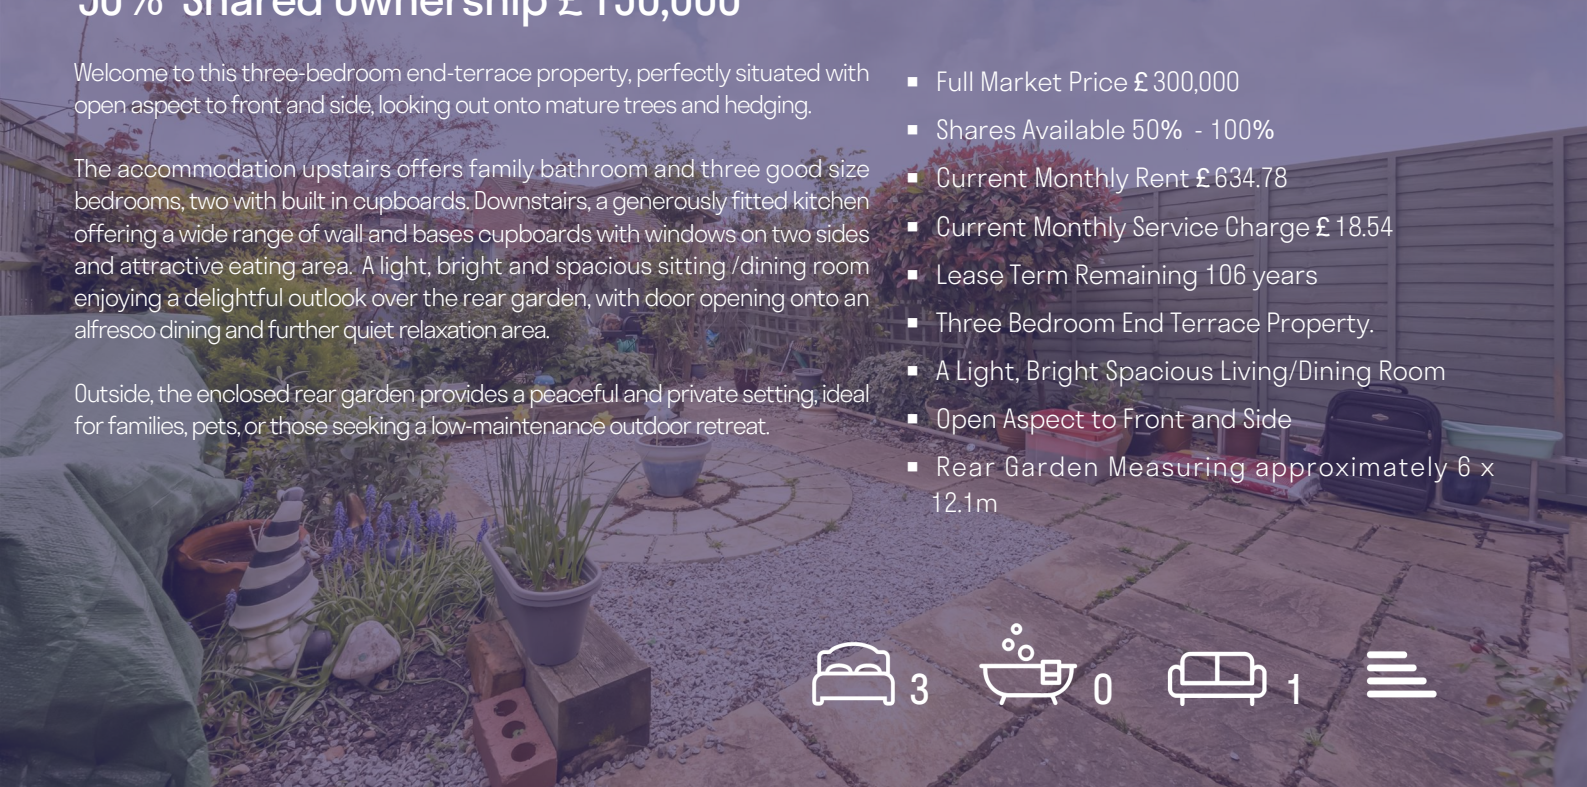 50% Shared Ownership £ 150,000
Welcome to this three-bedroom end-terrace property, perfectly situated with
open aspect to front and side, looking out onto mature trees and hedging.
The accommodation upstairs offers family bathroom and three good size
bedrooms, two with built in cupboards. Downstairs, a generously fitted kitchen
offering a wide range of wall and bases cupboards with windows on two sides
and attractive eating area. A light, bright and spacious sitting /dining room
enjoying a delightful outlook over the rear garden, with door opening onto an
alfresco dining and further quiet relaxation area.
Outside, the enclosed rear garden provides a peaceful and private setting, ideal
for families, pets, or those seeking a low-maintenance outdoor retreat.
▪ Full Market Price £ 300,000
▪ Shares Available 50% - 100%
▪ Current Monthly Rent £ 634.78
▪ Current Monthly Service Charge £ 18.54
▪ Lease Term Remaining 106 years
▪ Three Bedroom End Terrace Property.
▪ A Light, Bright Spacious Living/Dining Room
▪ Open Aspect to Front and Side
▪ Rear Garden Measuring approximately 6 x
12.1m
3 0 1